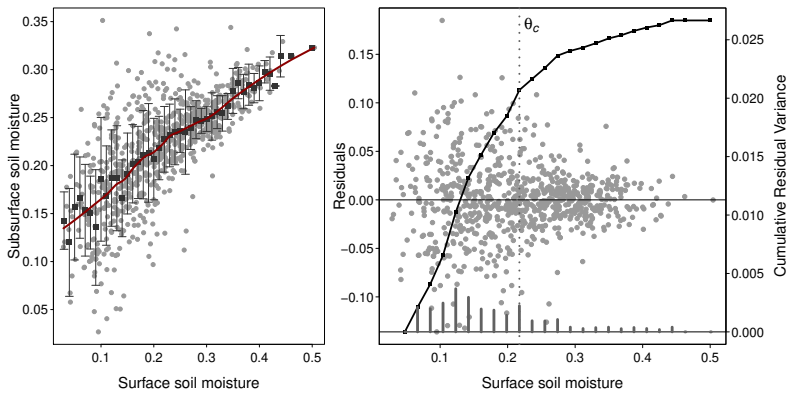 0.35
0.30
0.25
0.20
0.15
0.10
0.05
Subsurface soil moisture
0.1 0.2 0.3 0.4 0.5
Surface soil moisture
θc
0.15
0.10
0.05
0.00
−0.05
−0.10
Residuals
0.1 0.2 0.3 0.4 0.5
Surface soil moisture
0.025
0.020
0.015
0.010
0.005
0.000
Cumulative Residual Variance